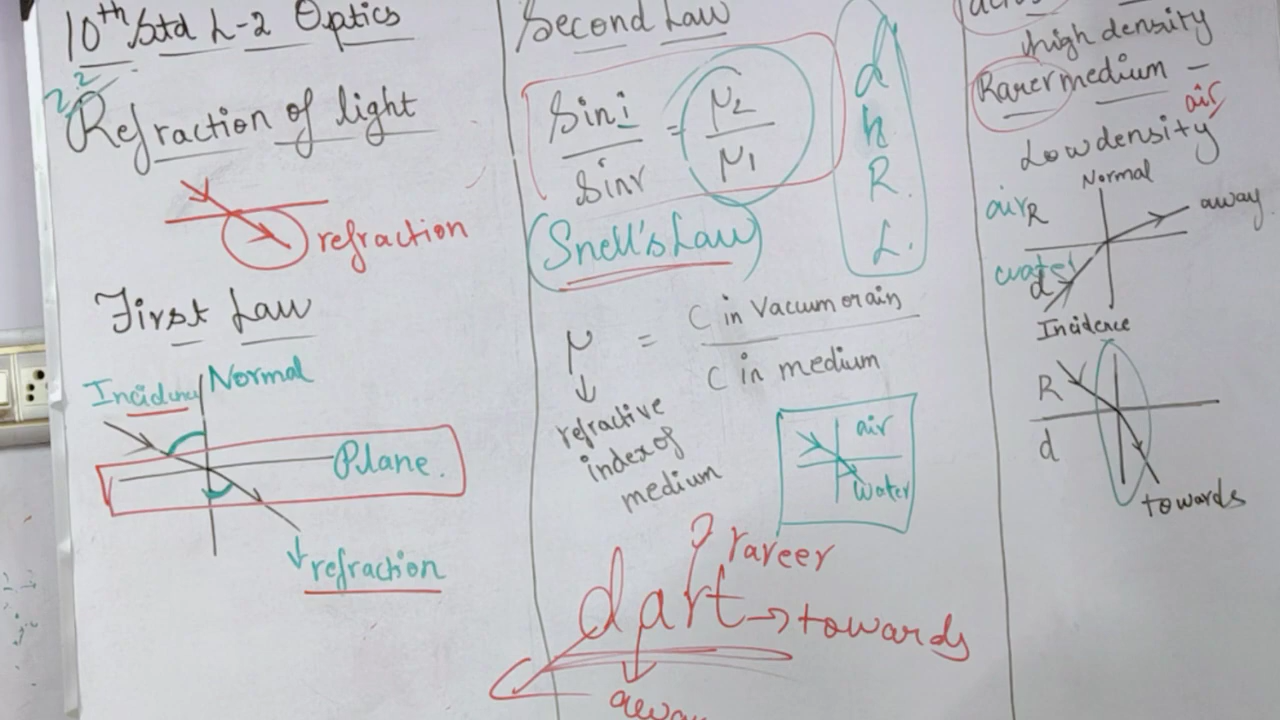 10th Std L-2 Optics
2.2
Refraction of light
refraction
First Law
Incidence
Normal
Plane.
refraction
Second Law
Sin i
Sin r
=
μ2
μ1
Snell's Law
d
h
R.
L.
μ = C in Vacuum or air
C in medium
refractive
index of
medium
air
water
rareer
dart → towards
high density
Rarer medium –
air
Low density
Normal
air R
away
water
d
Incidence
R
d
towards